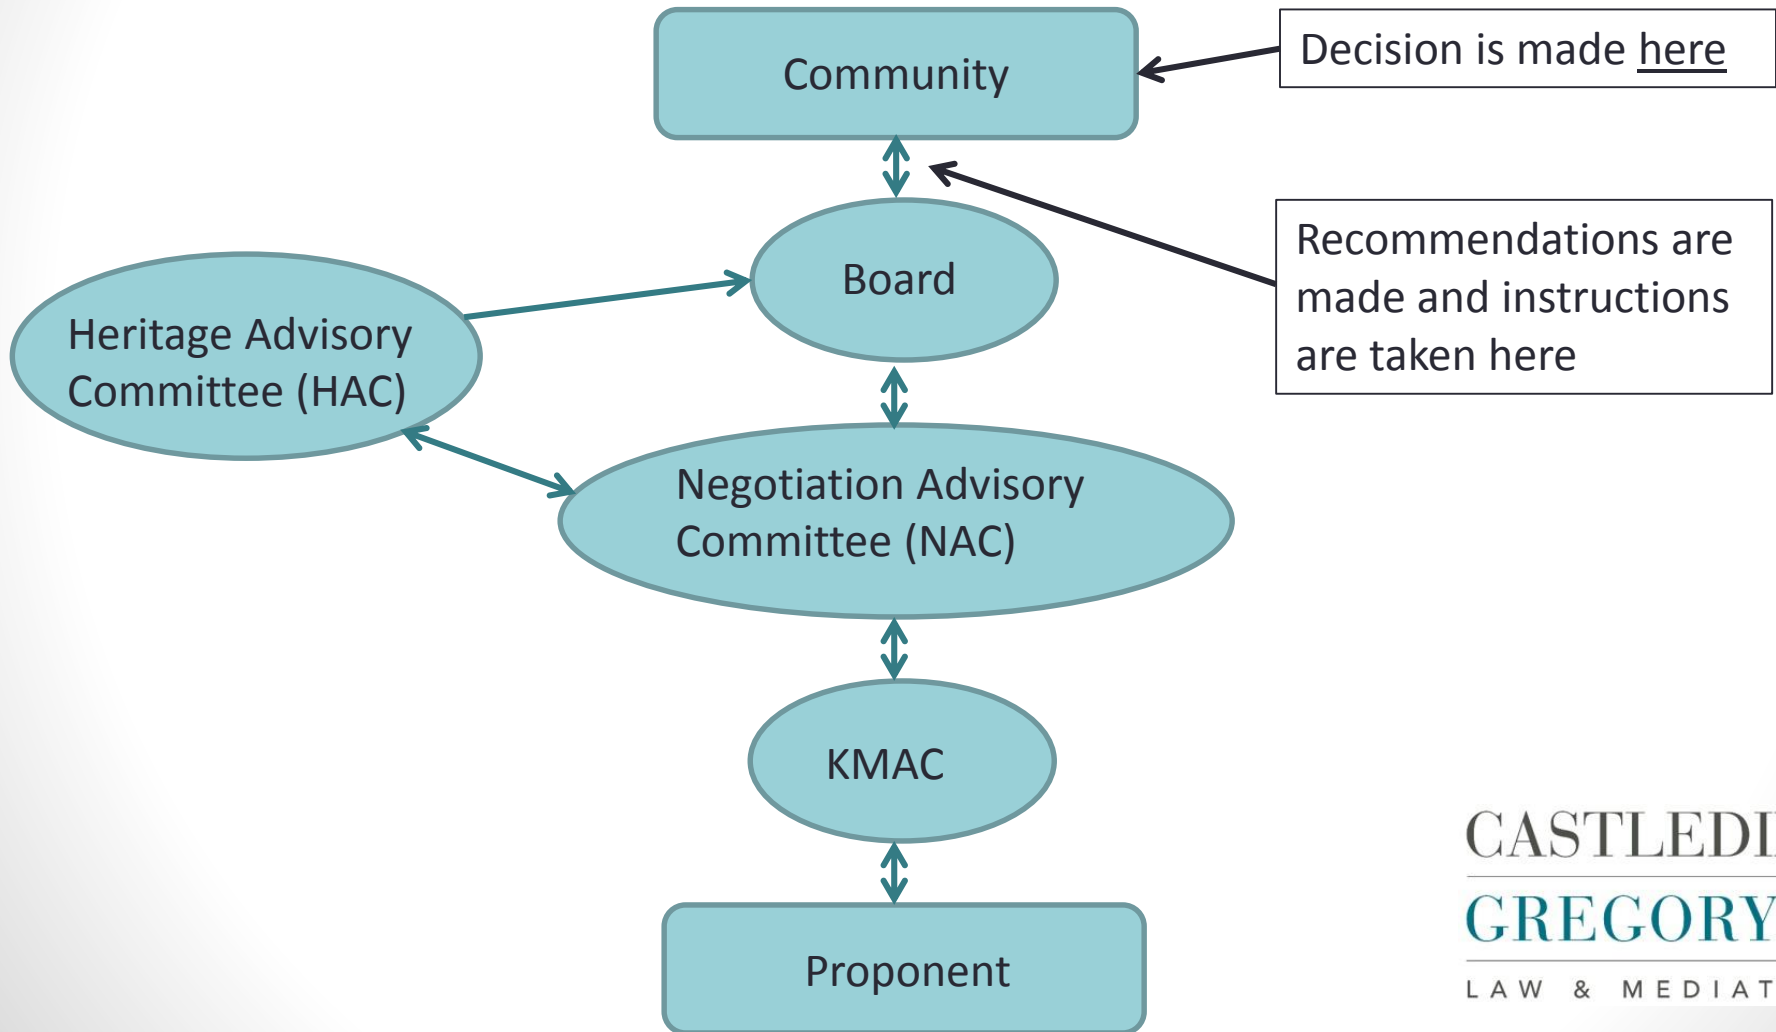 Community
Decision is made here
Board
Recommendations are
made and instructions
are taken here
Heritage Advisory
Committee (HAC)
Negotiation Advisory
Committee (NAC)
KMAC
Proponent
GREGORY
LAW &